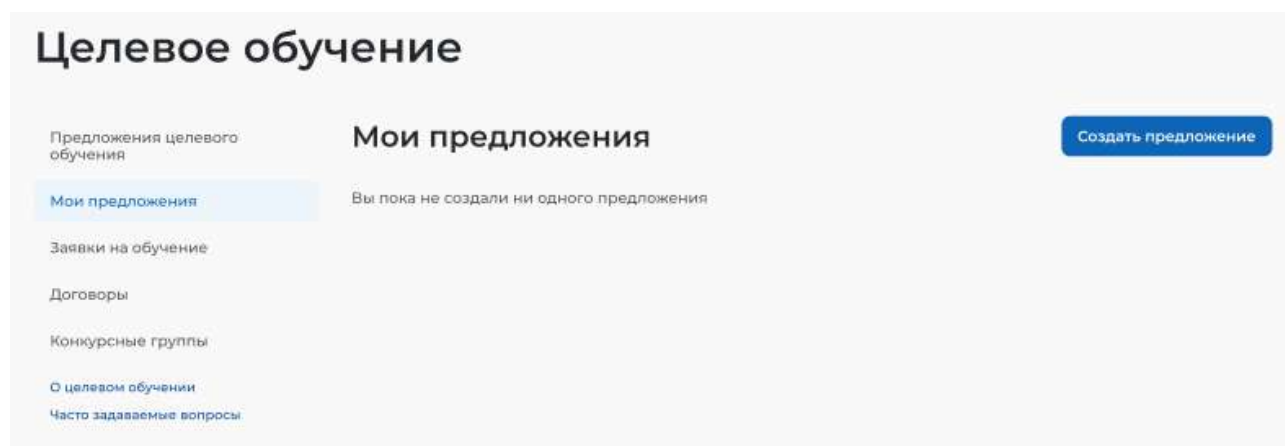 Целевое обучение
Предложения целевого
обучения
Мои предложения
Заявки на обучение
Договоры
Конкурсные группы
О целевом обучении
Часто задаваемые вопросы
Мои предложения
Создать предложение
Вы пока не создали ни одного предложения